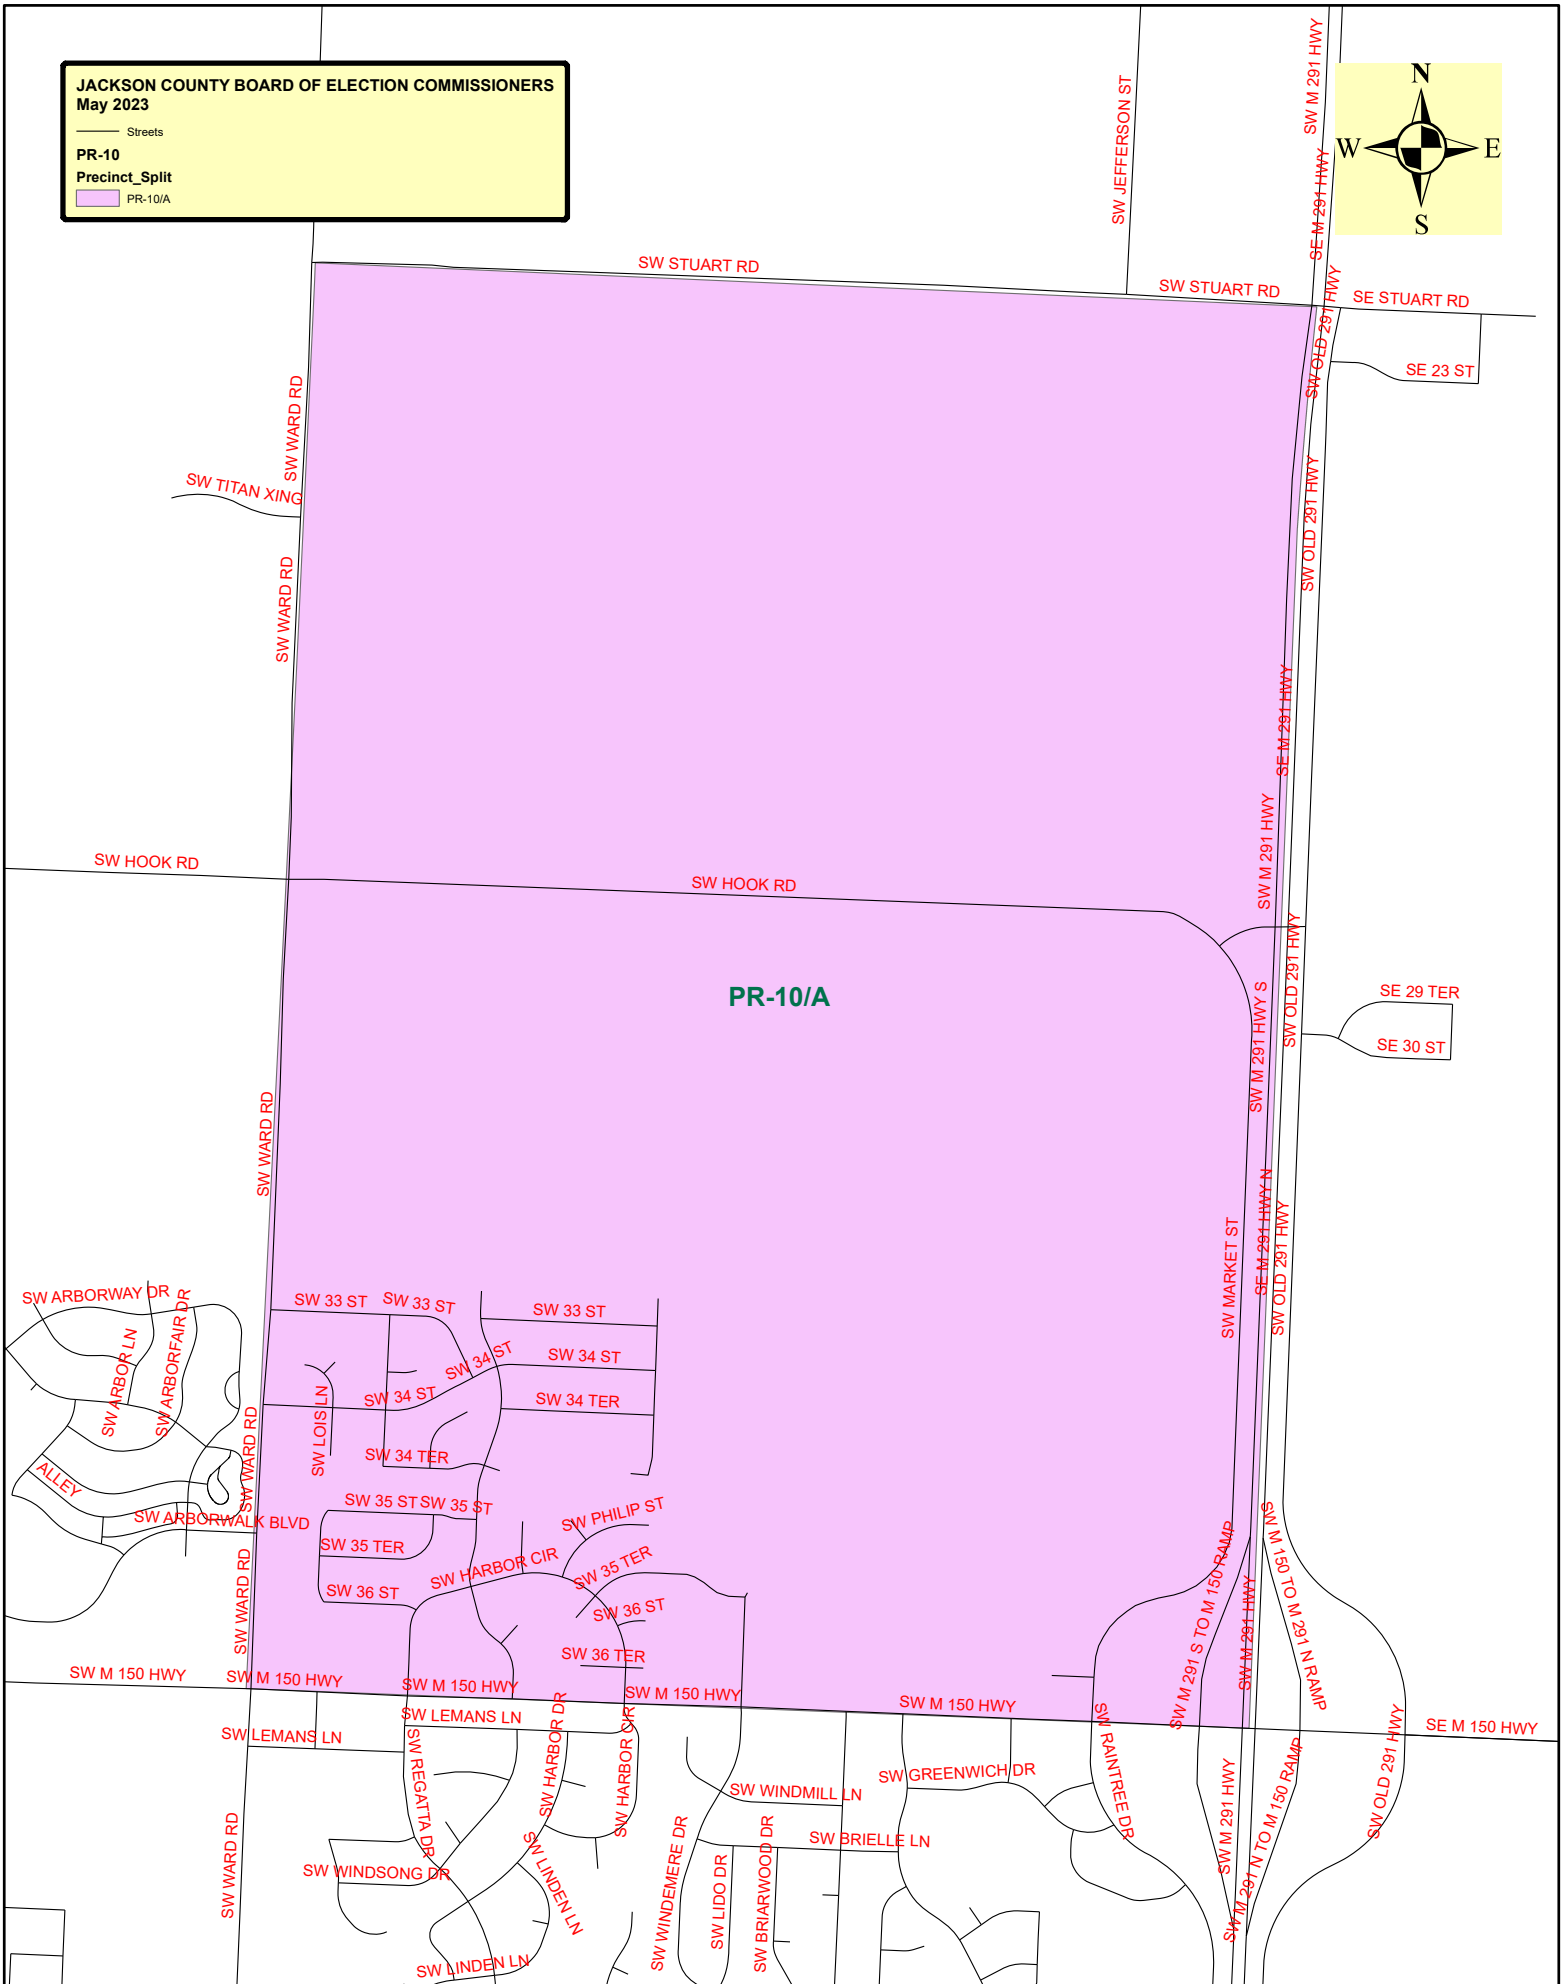 JACKSON COUNTY BOARD OF ELECTION COMMISSIONERS
May 2023
Streets
PR-10
Precinct_Split
PR-10/A
N
W
E
S
SW M 291 HWY
SW JEFFERSON ST
SE M 291 HWY
SW STUART RD
SW STUART RD
SE STUART RD
SW OLD 291 HWY
SE 23 ST
SW WARD RD
SW TITAN XING
SW OLD 291 HWY
SW WARD RD
SE M 291 HWY
SW M 291 HWY
SW HOOK RD
SW HOOK RD
SW OLD 291 HWY
PR-10/A
SW M 291 HWY S
SE 29 TER
SE 30 ST
SW WARD RD
SE M 291 HWY N
SW MARKET ST
SW OLD 291 HWY
SW ARBORWAY DR
SW ARBOR LN
SW ARBORFAIR DR
SW 33 ST
SW 33 ST
SW 33 ST
SW 34 ST
SW 34 ST
SW 34 ST
SW 34 TER
SW LOIS LN
SW WARD RD
SW 34 TER
ALLEY
SW 35 ST
SW 35 ST
SW PHILIP ST
SW ARBORWALK BLVD
SW 35 TER
SW HARBOR CIR
SW 35 TER
SW 36 ST
SW 36 ST
SW WARD RD
SW 36 TER
SW M 291 S TO M 150 RAMP
SW M 291 HWY
SW M 150 TO M 291 N RAMP
SW M 150 HWY
SW M 150 HWY
SW M 150 HWY
SW M 150 HWY
SW M 150 HWY
SE M 150 HWY
SW LEMANS LN
SW LEMANS LN
SW REGATTA DR
SW HARBOR DR
SW HARBOR CIR
SW RAINTREE DR
SW OLD 291 HWY
SW WINDMILL LN
SW GREENWICH DR
SW M 291 HWY
SW M 291 N TO M 150 RAMP
SW WARD RD
SW WINDSONG DR
SW LINDEN LN
SW WINDEMERE DR
SW LIDO DR
SW BRIARWOOD DR
SW BRIELLE LN
SW LINDEN LN